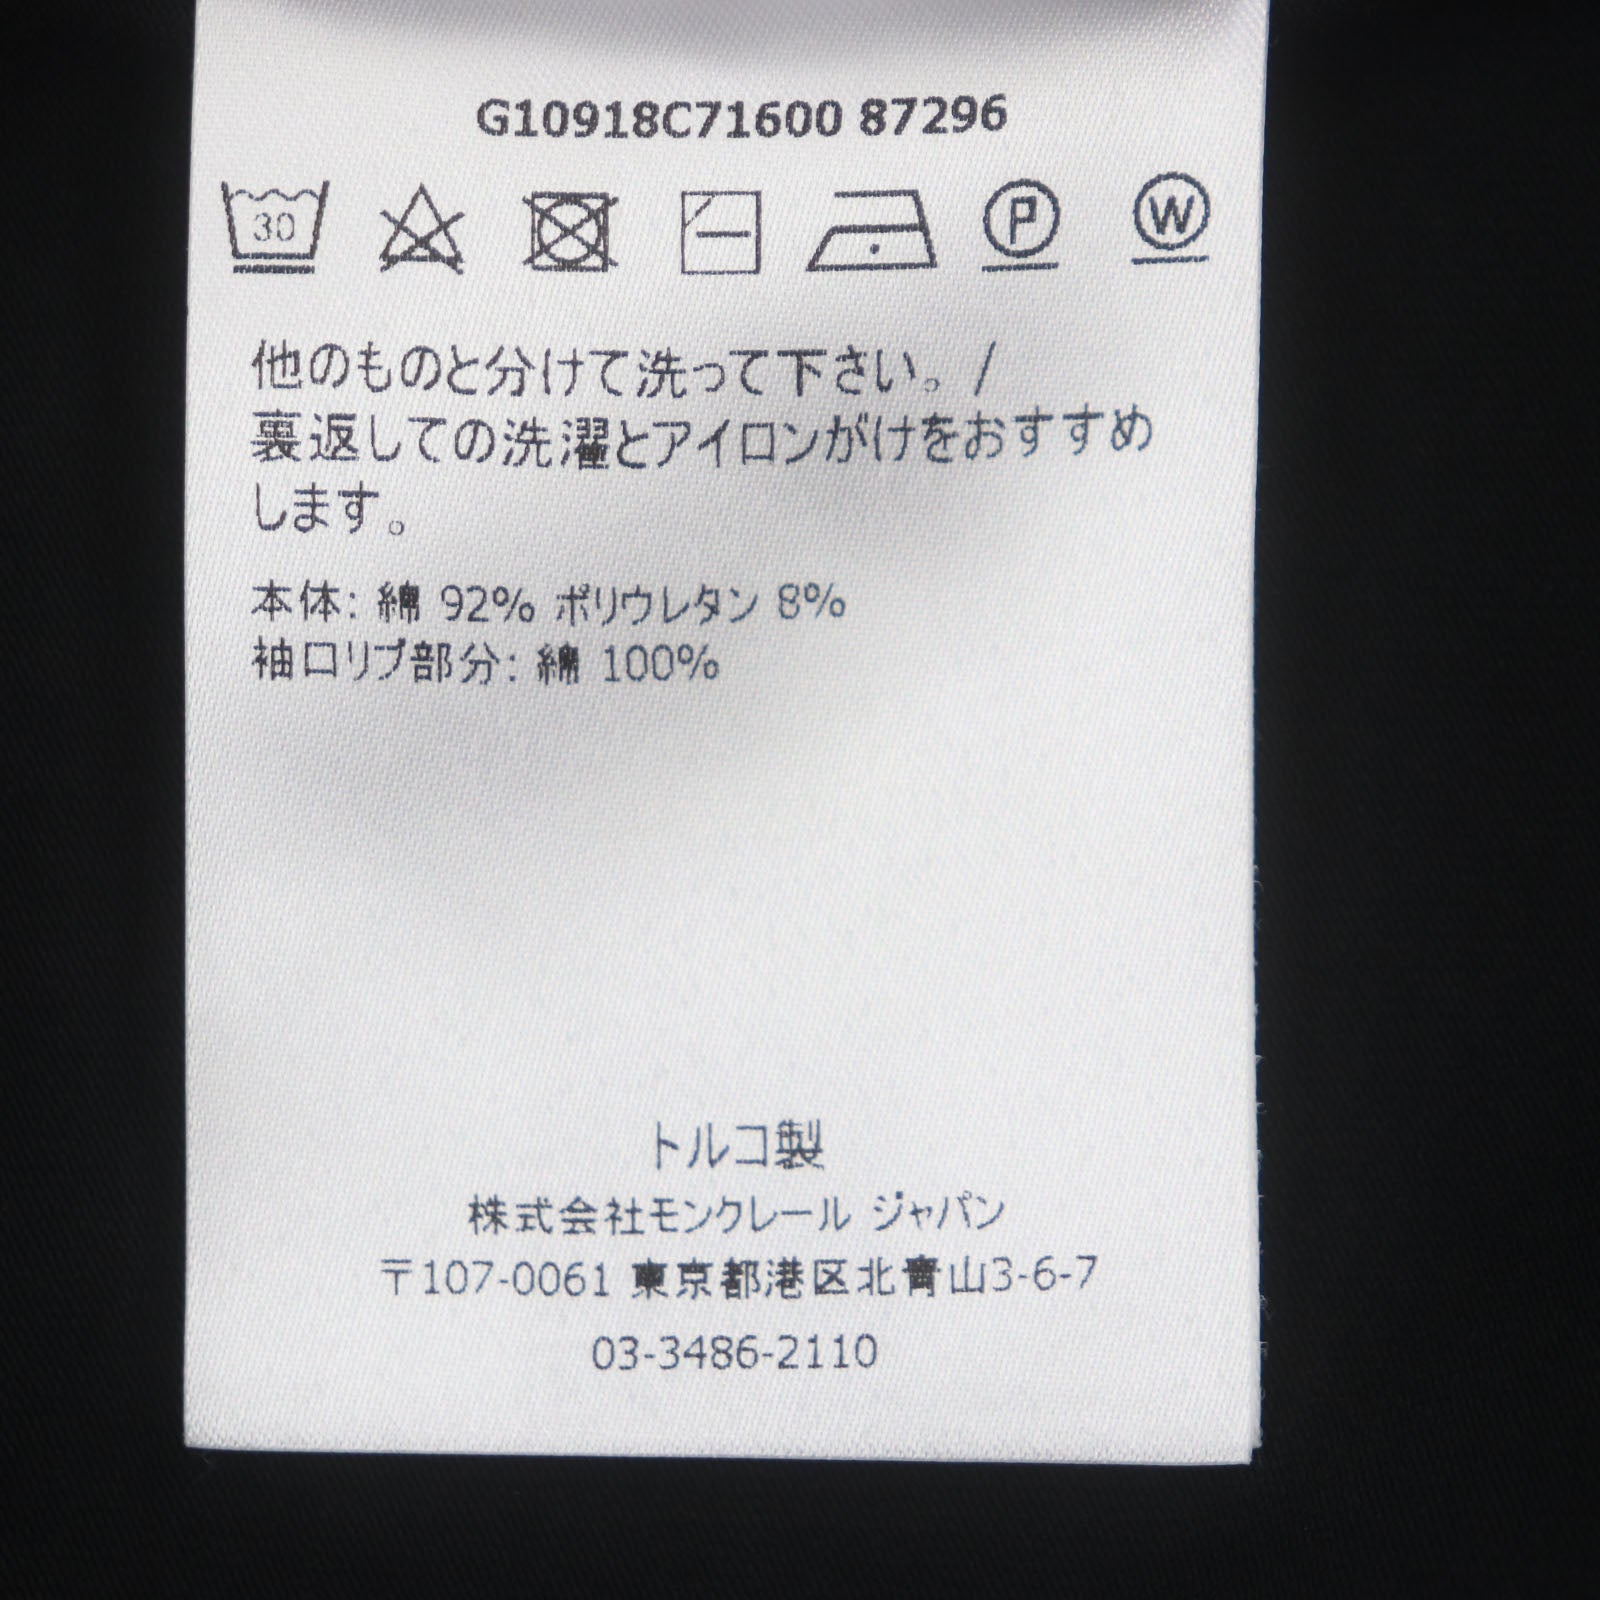 G10918C71600 87296
30
P
W
他のものと分けて洗って下さい。/
裏返しての洗濯とアイロンがけをおすすめ
します。
本体: 綿 92% ポリウレタン 8%
袖口リブ部分: 綿 100%
トルコ製
株式会社モンクレール ジャパン
〒107-0061 東京都港区北青山3-6-7
03-3486-2110